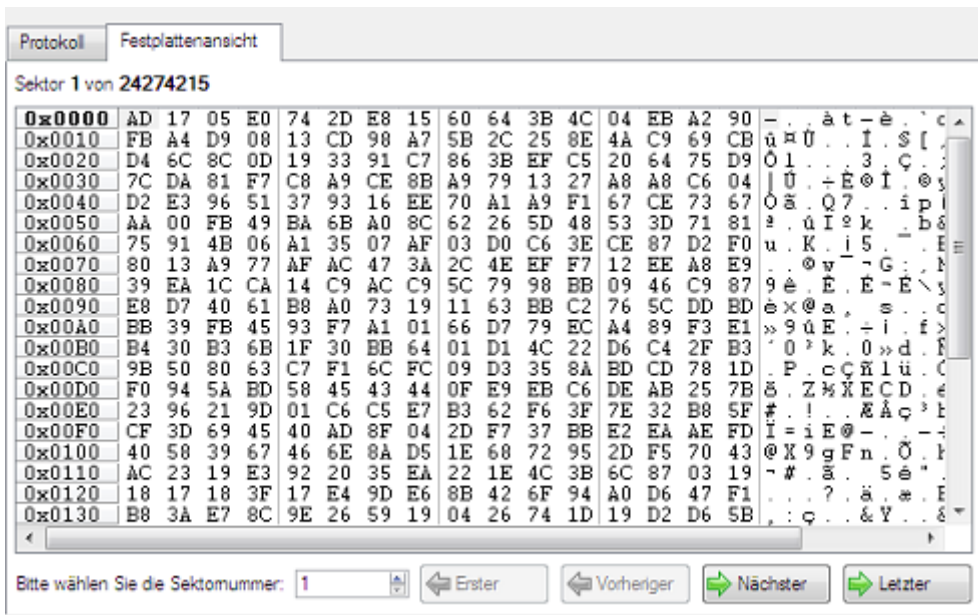 Protokoll Festplattenansicht
Sektor 1 von 24274215
0x0000 AD 17 05 E0 74 2D E8 15 60 64 3B 4C 04 EB A2 90 - . . à t - è .
0x0010 FB A4 D9 08 13 CD 98 A7 5B 2C 25 8E 4A C9 69 CB û ¤ Ù . . Í . § [ ,
0x0020 D4 6C 8C 0D 19 33 91 C7 86 3B EF C5 20 64 75 D9 Ô l . . . 3 . Ç . ;
0x0030 7C DA 81 F7 C8 A9 CE 8B A9 79 13 27 A8 A8 C6 04 | Ú . ÷ È © Î . © y
0x0040 D2 E3 96 51 37 93 16 EE 70 A1 A9 F1 67 CE 73 67 Ò ã . Q 7 . . î p ¡
0x0050 AA 00 FB 49 BA 6B A0 8C 62 26 5D 48 53 3D 71 81 ª . û I º k . b &
0x0060 75 91 4B 06 A1 35 07 AF 03 D0 C6 3E CE 87 D2 F0 u . K . ¡ 5 . ¯ .
0x0070 80 13 A9 77 AF AC 47 3A 2C 4E EF F7 12 EE A8 E9 . . © w ¯ ¬ G : ,
0x0080 39 EA 1C CA 14 C9 AC C9 5C 79 98 BB 09 46 C9 87 9 ê . Ê . É ¬ É \ y
0x0090 E8 D7 40 61 B8 A0 73 19 11 63 BB C2 76 5C DD BD è × @ a ¸ s . .
0x00A0 BB 39 FB 45 93 F7 A1 01 66 D7 79 EC A4 89 F3 E1 » 9 û E . ÷ ¡ . f ×
0x00B0 B4 30 B3 6B 1F 30 BB 64 01 D1 4C 22 D6 C4 2F B3 ´ 0 ³ k . 0 » d .
0x00C0 9B 50 80 63 C7 F1 6C FC 09 D3 35 8A BD CD 78 1D . P . c Ç ñ l ü .
0x00D0 F0 94 5A BD 58 45 43 44 0F E9 EB C6 DE AB 25 7B ð . Z ½ X E C D . é
0x00E0 23 96 21 9D 01 C6 C5 E7 B3 62 F6 3F 7E 32 B8 5F # . ! . . Æ Å ç ³ b
0x00F0 CF 3D 69 45 40 AD 8F 04 2D F7 37 BB E2 EA AE FD Ï = i E @ - . . - ÷
0x0100 40 58 39 67 46 6E 8A D5 1E 68 72 95 2D F5 70 43 @ X 9 g F n . Õ . h
0x0110 AC 23 19 E3 92 20 35 EA 22 1E 4C 3B 6C 87 03 19 ¬ # . ã . 5 ê " .
0x0120 18 17 18 3F 17 E4 9D E6 8B 42 6F 94 A0 D6 47 F1 . . . ? . ä . æ .
0x0130 B8 3A E7 8C 9E 26 59 19 04 26 74 1D 19 D2 D6 5B ¸ : ç . . & Y . .
Bitte wählen Sie die Sektornummer: 1 Erster Vorheriger Nächster Letzter